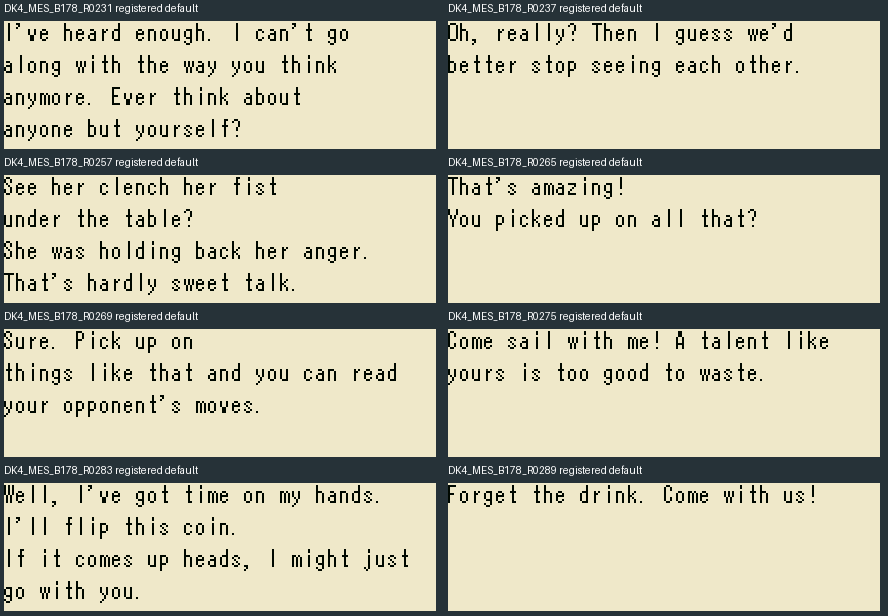 DK4_MES_B178_R0231 registered default
I've heard enough. I can't go
along with the way you think
anymore. Ever think about
anyone but yourself?
DK4_MES_B178_R0237 registered default
Oh, really? Then I guess we'd
better stop seeing each other.
DK4_MES_B178_R0257 registered default
See her clench her fist
under the table?
She was holding back her anger.
That's hardly sweet talk.
DK4_MES_B178_R0265 registered default
That's amazing!
You picked up on all that?
DK4_MES_B178_R0269 registered default
Sure. Pick up on
things like that and you can read
your opponent's moves.
DK4_MES_B178_R0275 registered default
Come sail with me! A talent like
yours is too good to waste.
DK4_MES_B178_R0283 registered default
Well, I've got time on my hands.
I'll flip this coin.
If it comes up heads, I might just
go with you.
DK4_MES_B178_R0289 registered default
Forget the drink. Come with us!